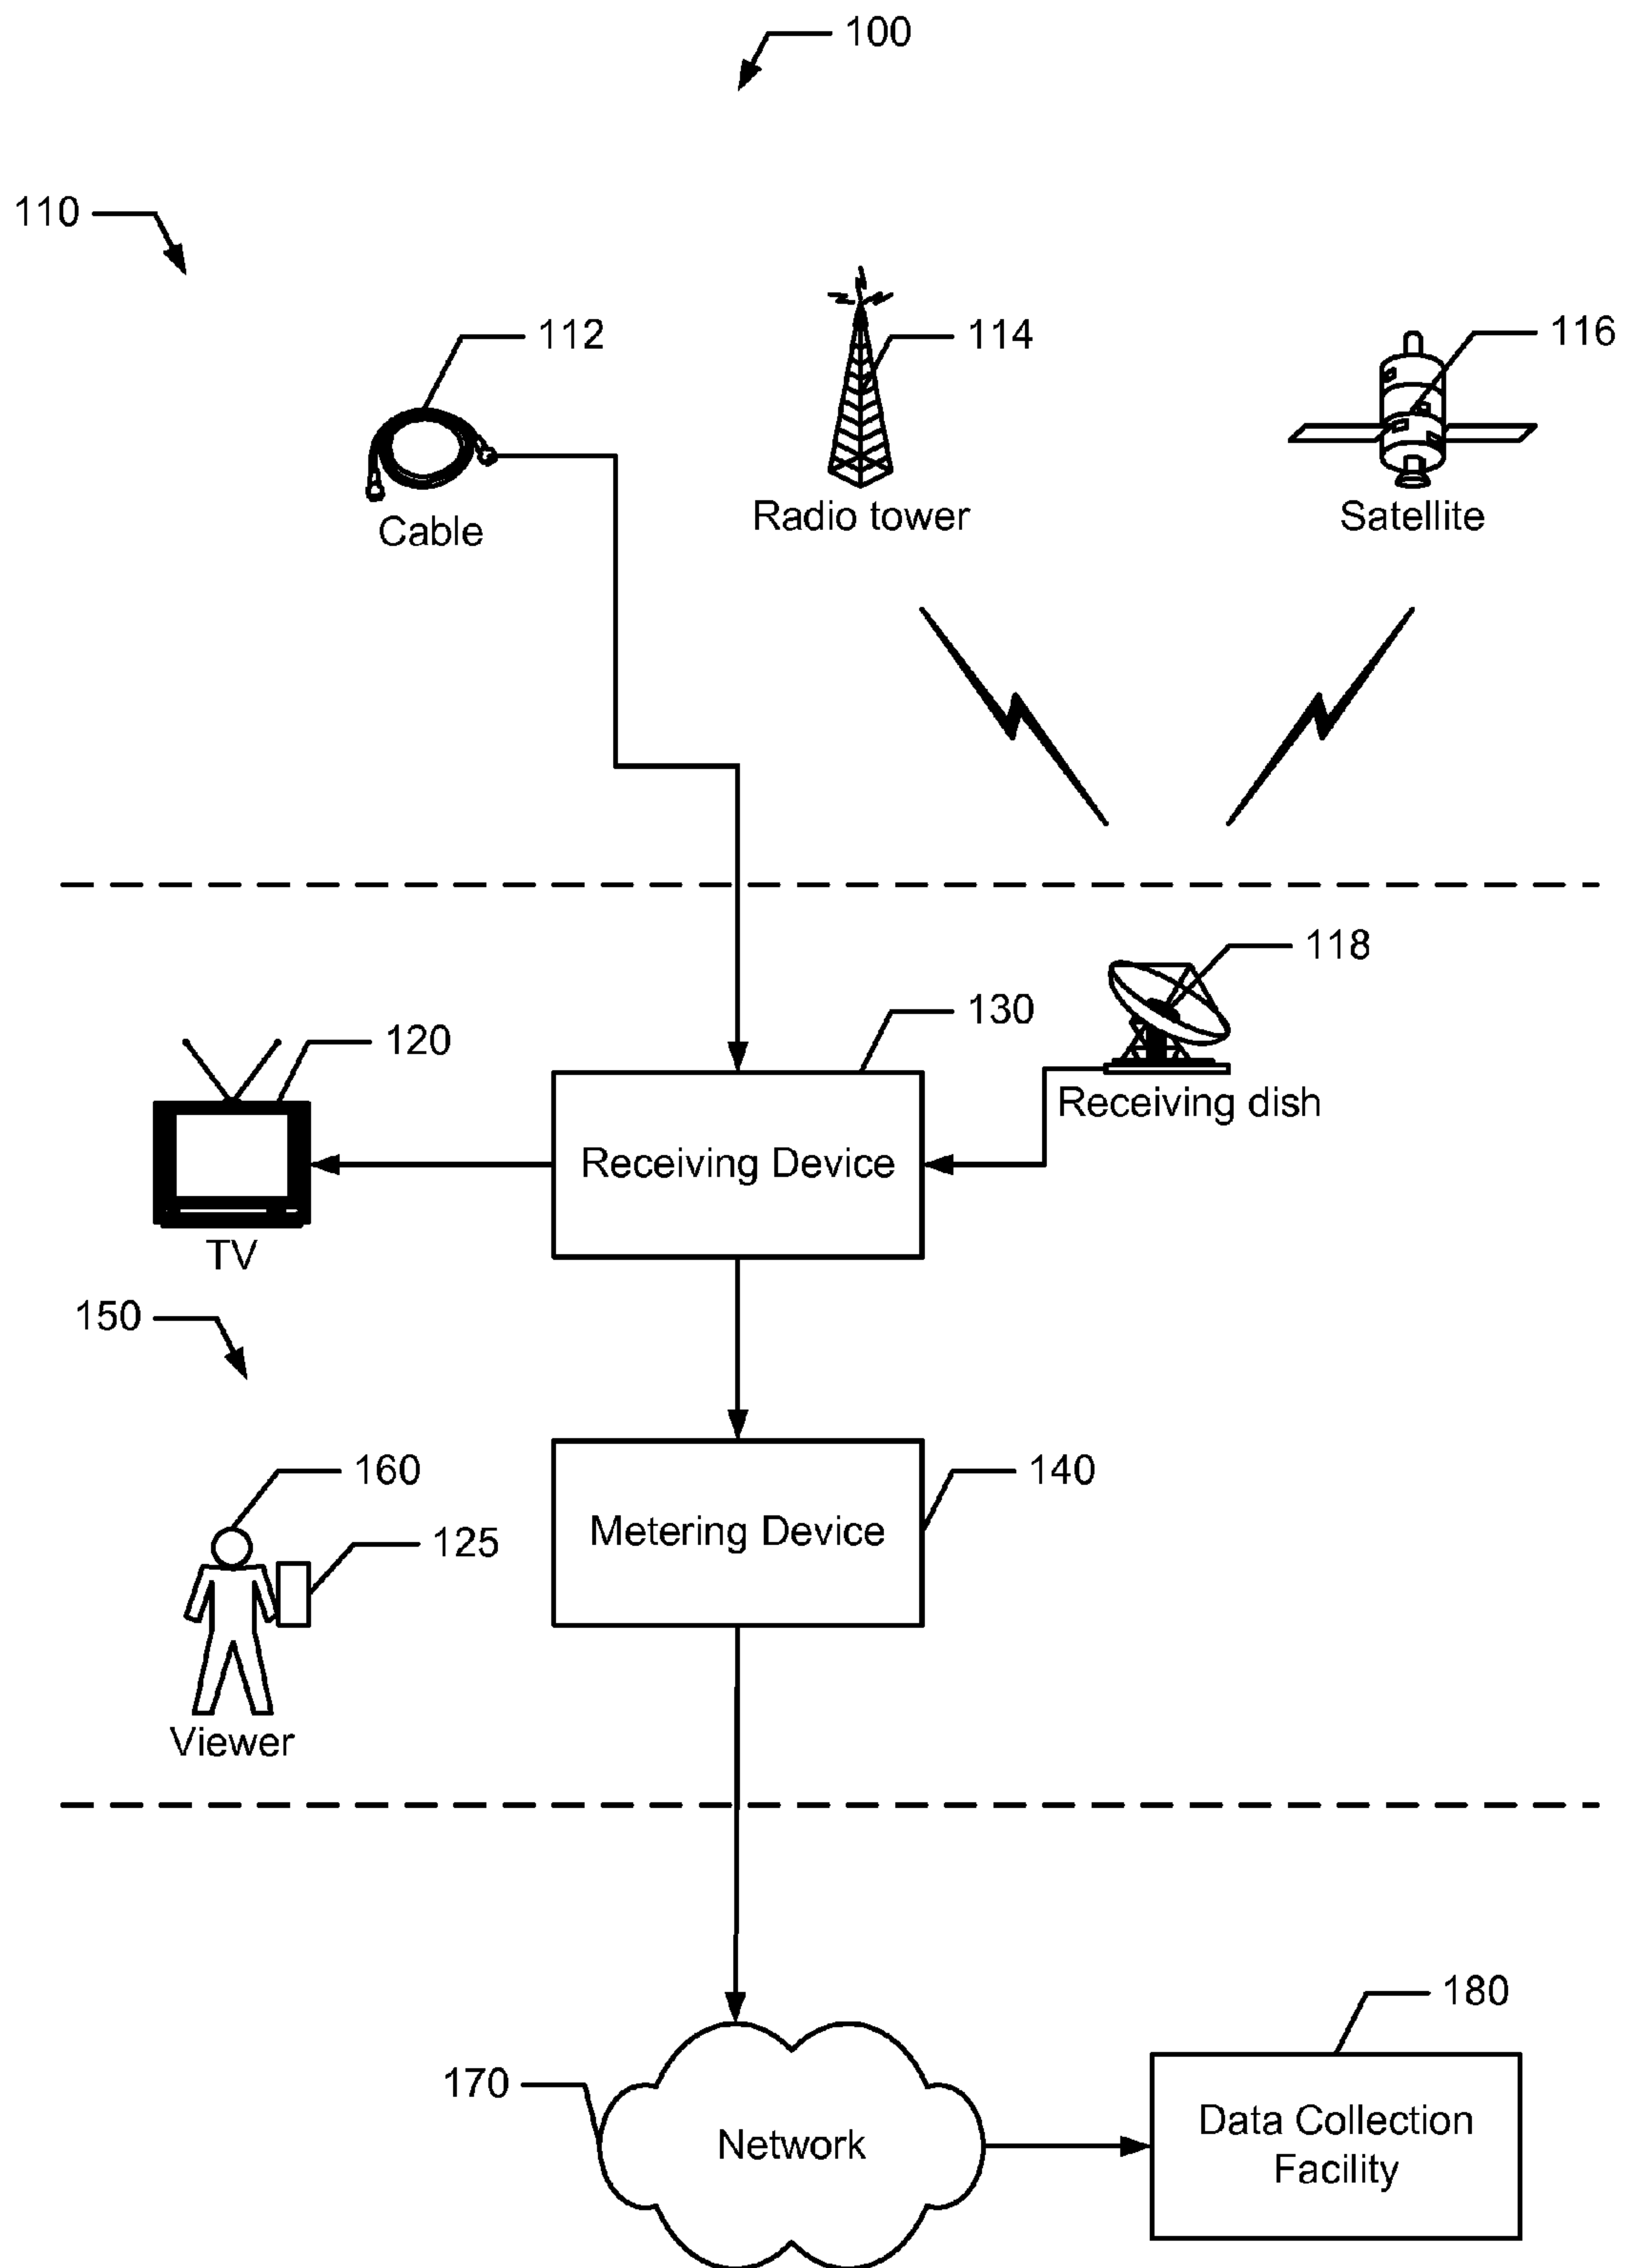 100
110
112
114
116
Cable
Radio tower
Satellite
118
130
120
Receiving dish
Receiving Device
TV
150
160
140
125
Metering Device
Viewer
180
170
Data Collection
Facility
Network